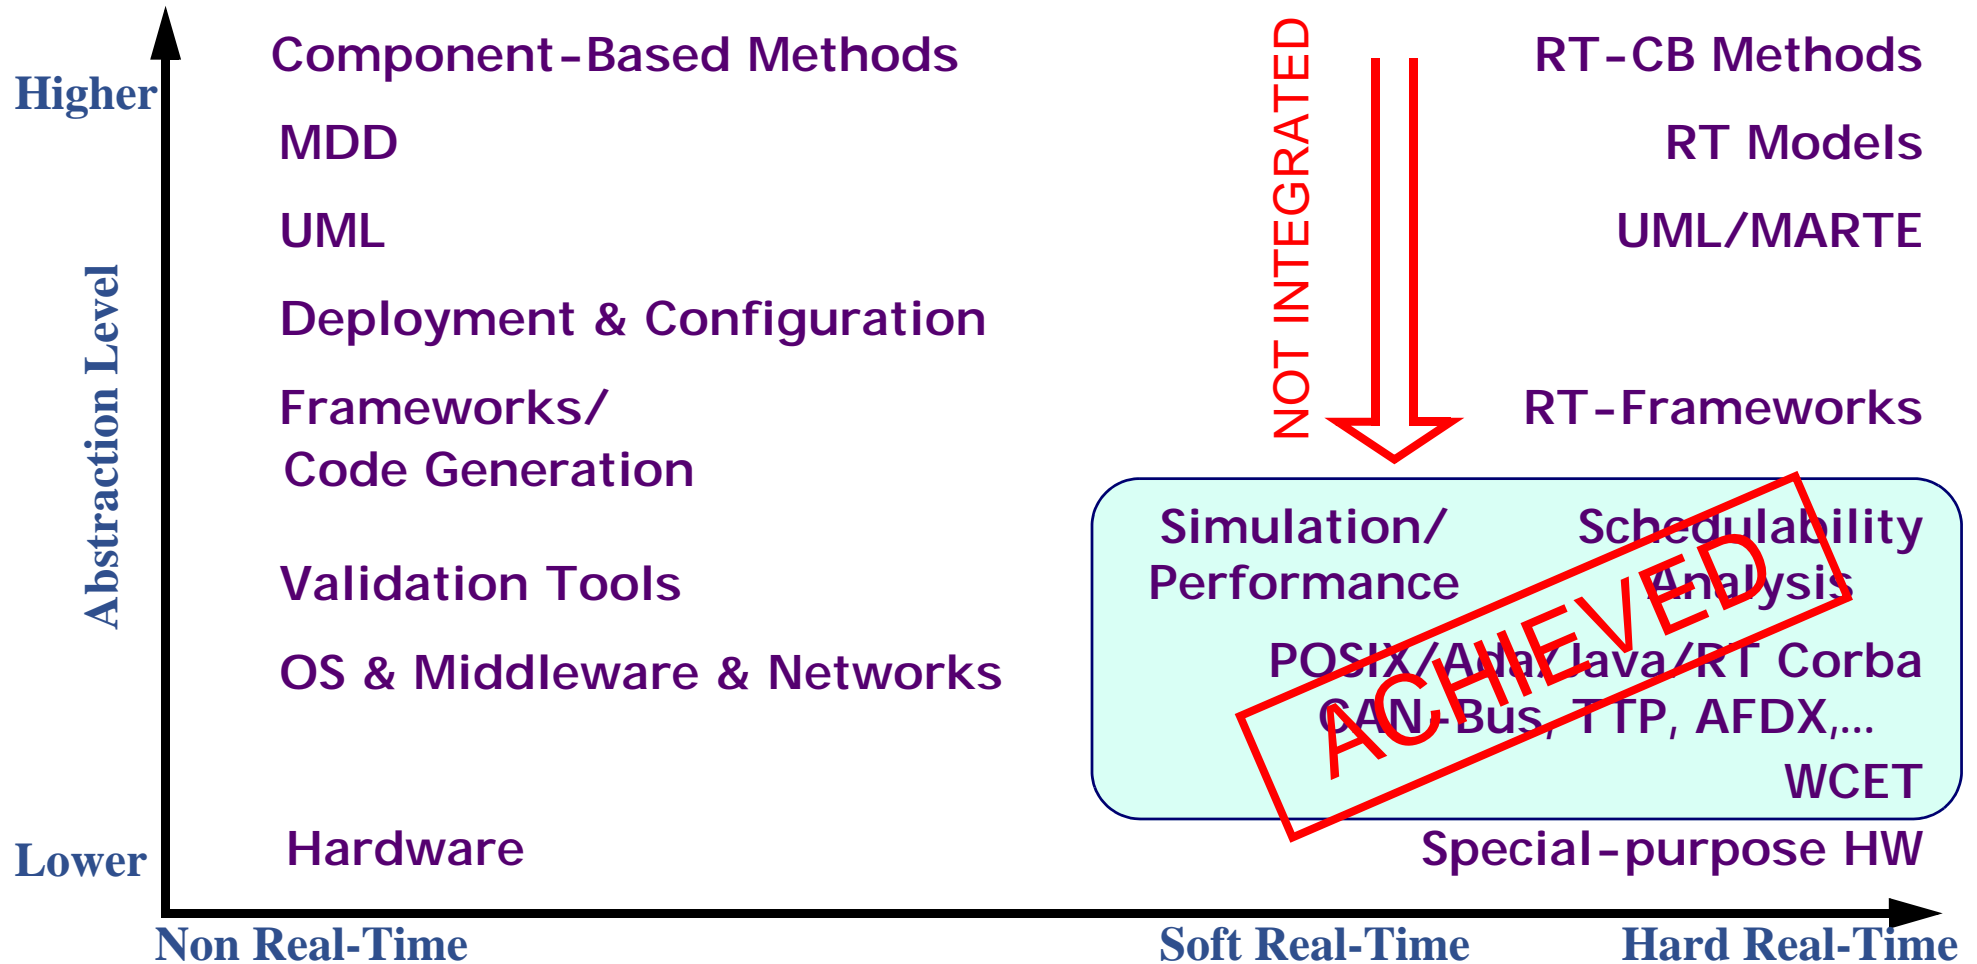 Component-Based Methods
RT-CB Methods
Higher
MDD
RT Models
UML
UML/MARTE
NOT INTEGRATED
Abstraction Level
Deployment & Configuration
Frameworks/
Code Generation
RT-Frameworks
Simulation/
Performance
Schedulability
Analysis
Validation Tools
OS & Middleware & Networks
POSIX/Ada/Java/RT Corba
CAN-Bus, TTP, AFDX,...
ACHIEVED
WCET
Lower
Hardware
Special-purpose HW
Non Real-Time
Soft Real-Time
Hard Real-Time